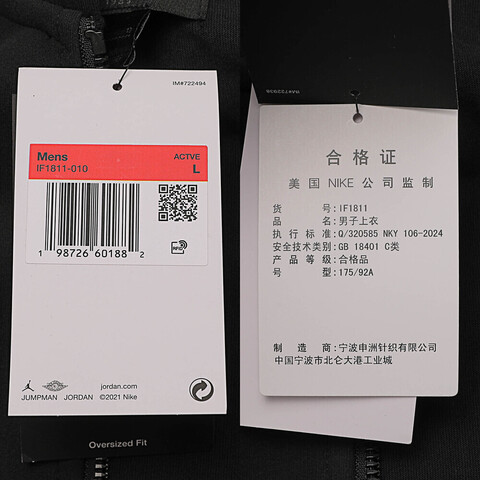 IM#722494
Mens
ACTVE
IF1811-010
L
1 98726 60188 2
RFID
JUMPMAN
JORDAN
jordan.com
©2021 Nike
Oversized Fit
合格证
美国 NIKE 公司监制
货号:IF1811
品名:男子上衣
执行标准:Q/320585 NKY 106-2024
安全技术类别:GB 18401 C类
产品等级:合格品
号型:175/92A
制造商:宁波申洲针织有限公司
中国宁波市北仑大港工业城